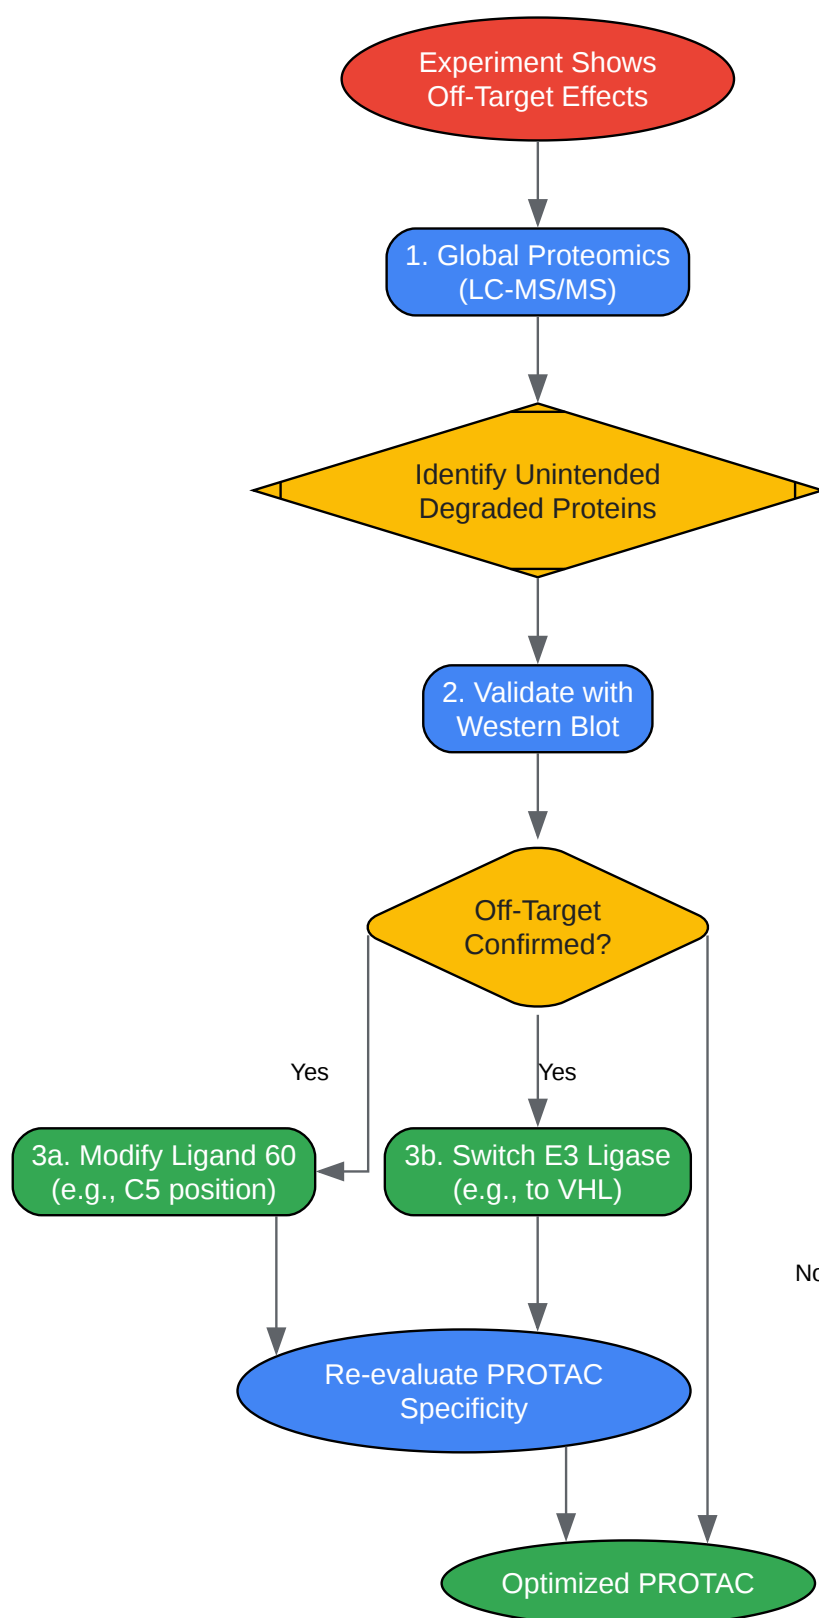 Experiment Shows
Off-Target Effects
1. Global Proteomics
(LC-MS/MS)
Identify Unintended
Degraded Proteins
2. Validate with
Western Blot
Off-Target
Confirmed?
Yes
Yes
3a. Modify Ligand 60
(e.g., C5 position)
3b. Switch E3 Ligase
(e.g., to VHL)
No
Re-evaluate PROTAC
Specificity
Optimized PROTAC